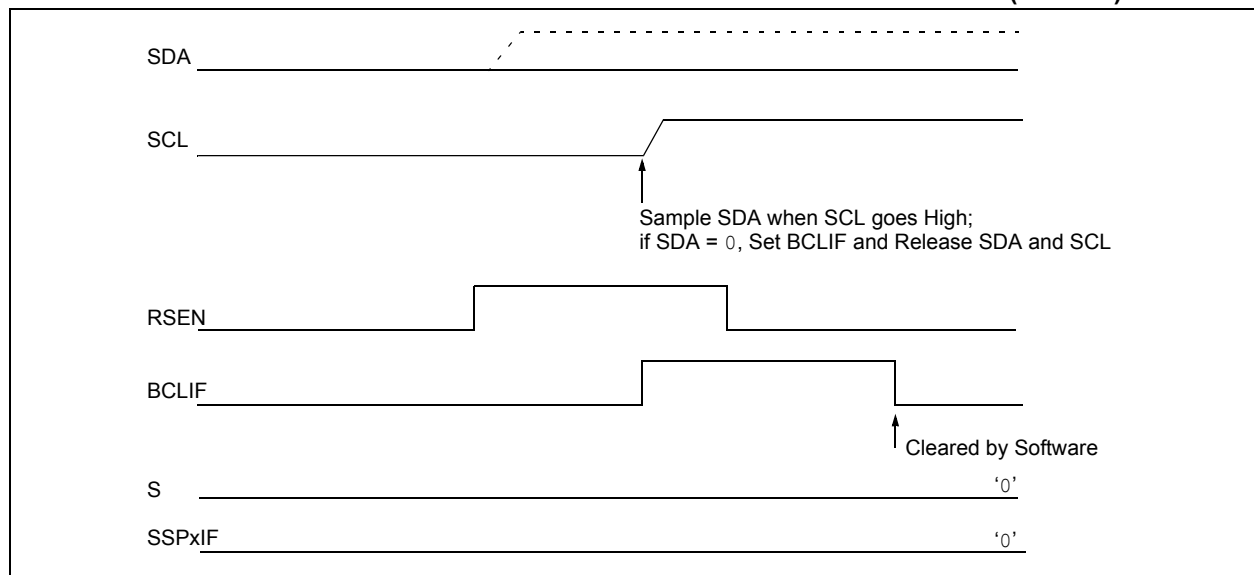 SDA
SCL
Sample SDA when SCL goes High;
if SDA = 0, Set BCLIF and Release SDA and SCL
RSEN
BCLIF
Cleared by Software
S
‘0’
SSPxIF
‘0’